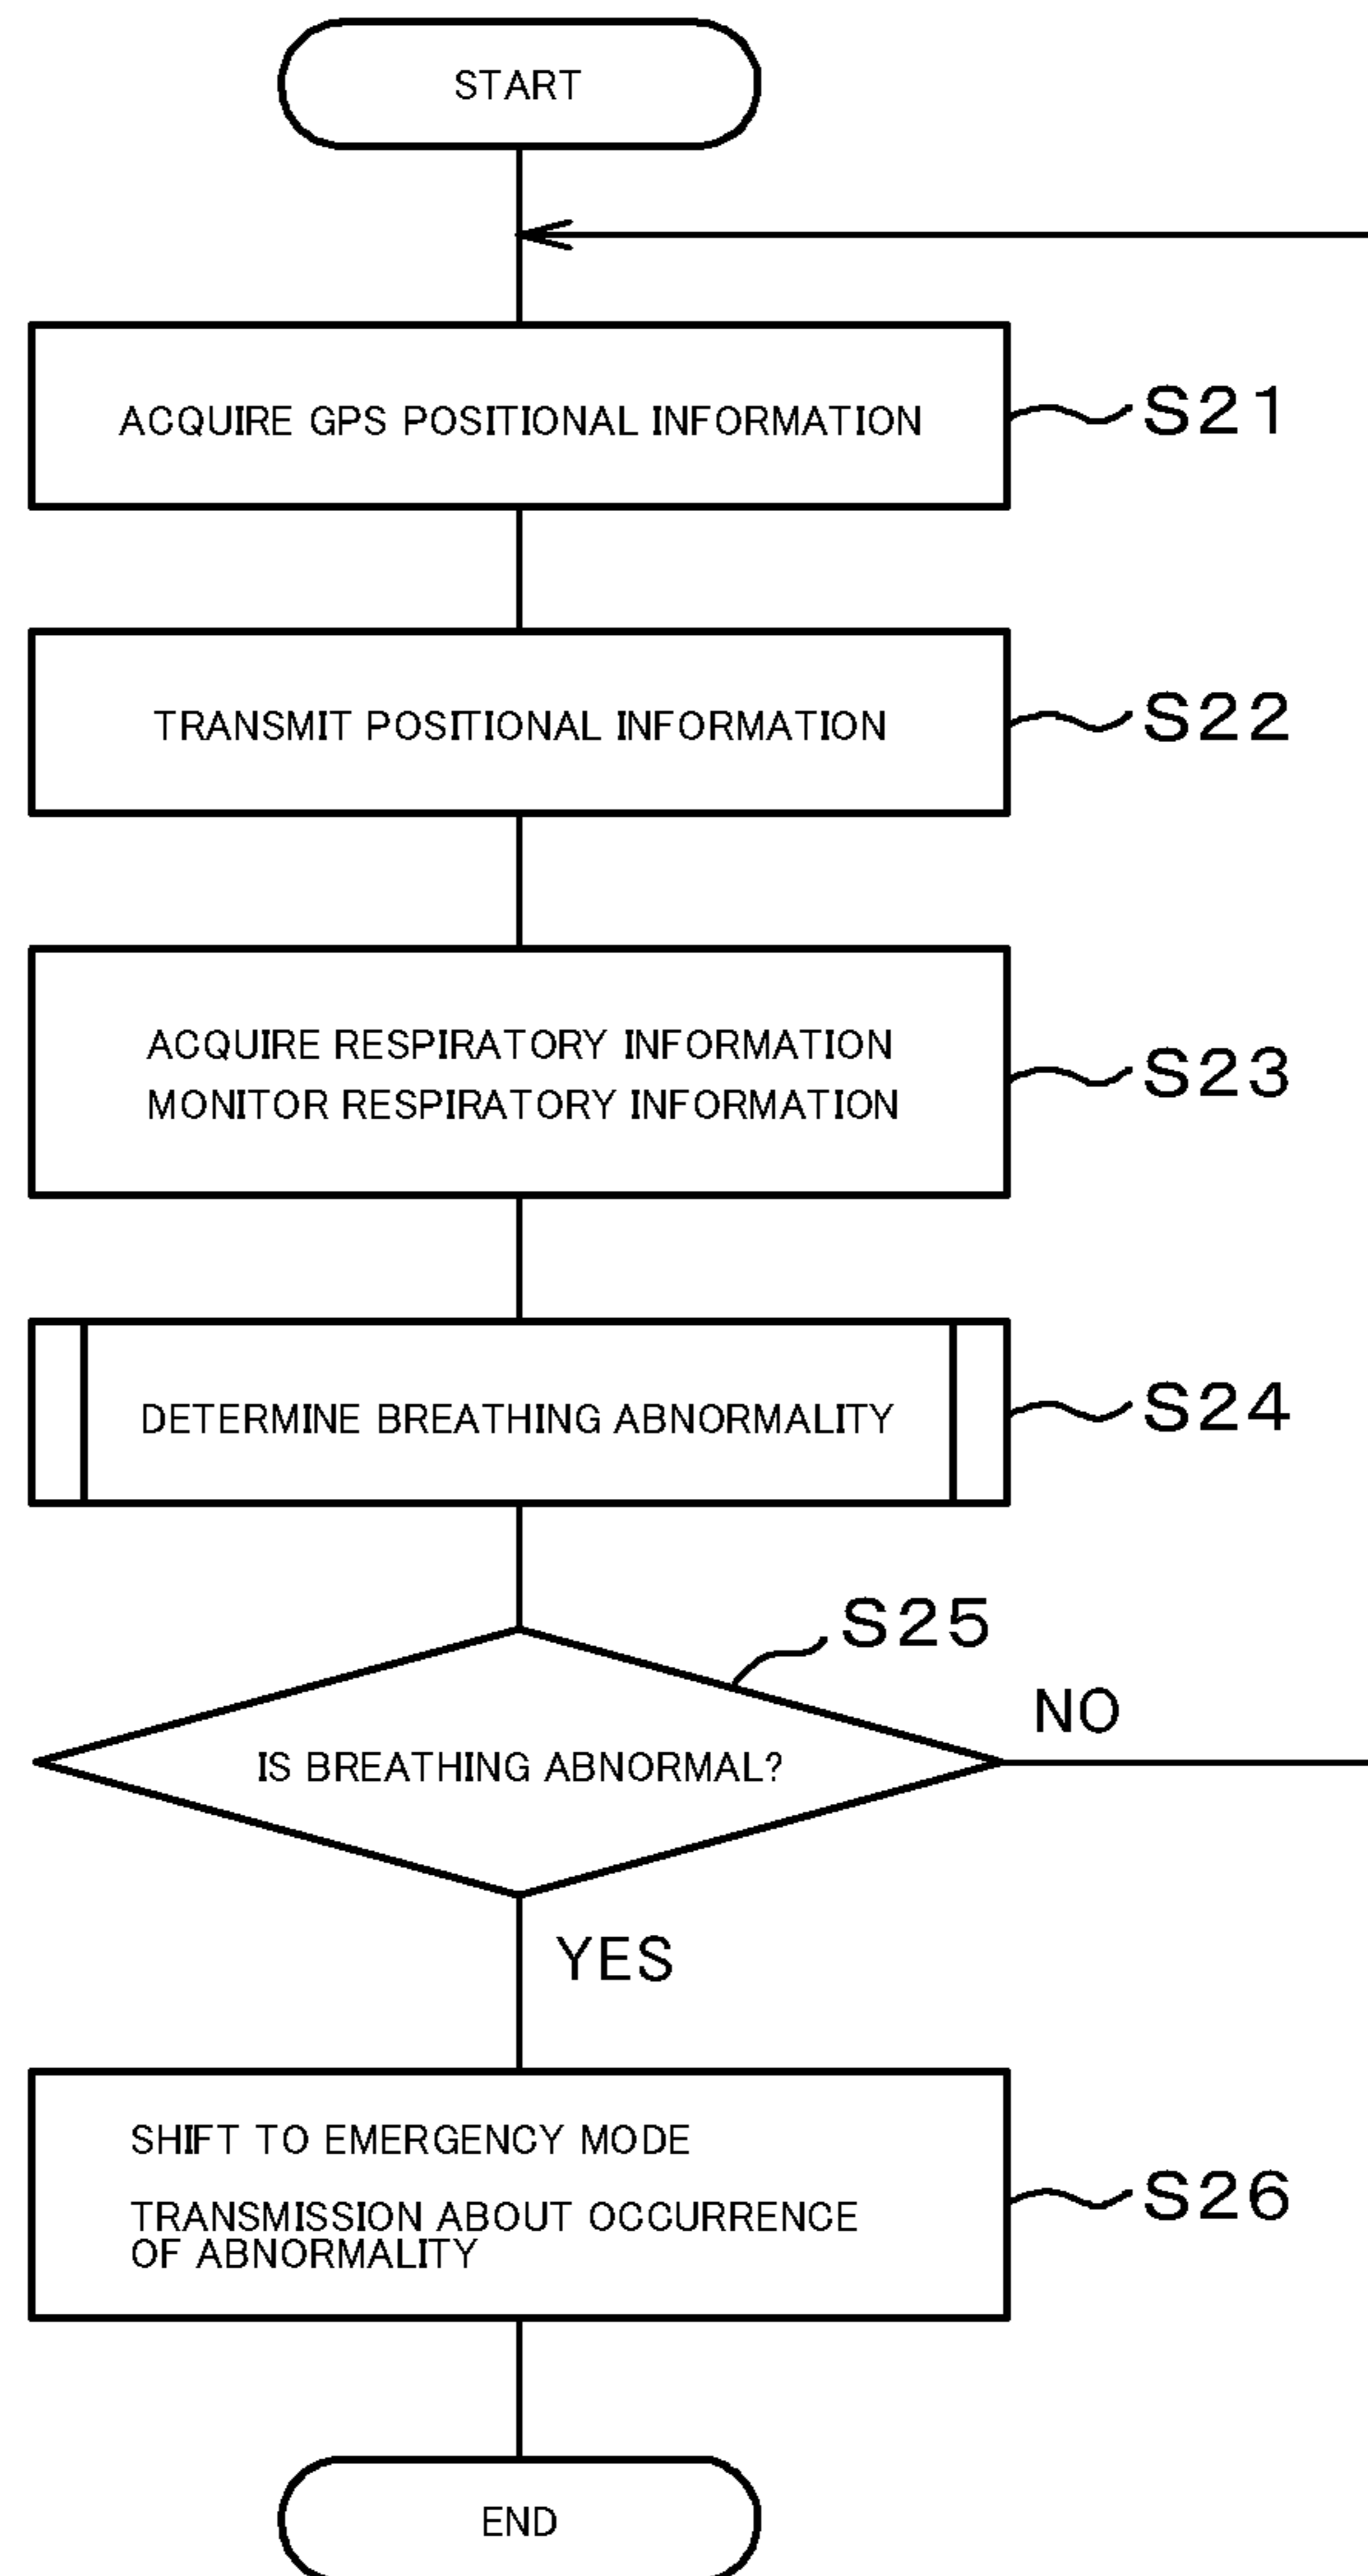 START
ACQUIRE GPS POSITIONAL INFORMATION
S21
TRANSMIT POSITIONAL INFORMATION
S22
ACQUIRE RESPIRATORY INFORMATION
MONITOR RESPIRATORY INFORMATION
S23
DETERMINE BREATHING ABNORMALITY
S24
S25
IS BREATHING ABNORMAL?
NO
YES
SHIFT TO EMERGENCY MODE
TRANSMISSION ABOUT OCCURRENCE
OF ABNORMALITY
S26
END